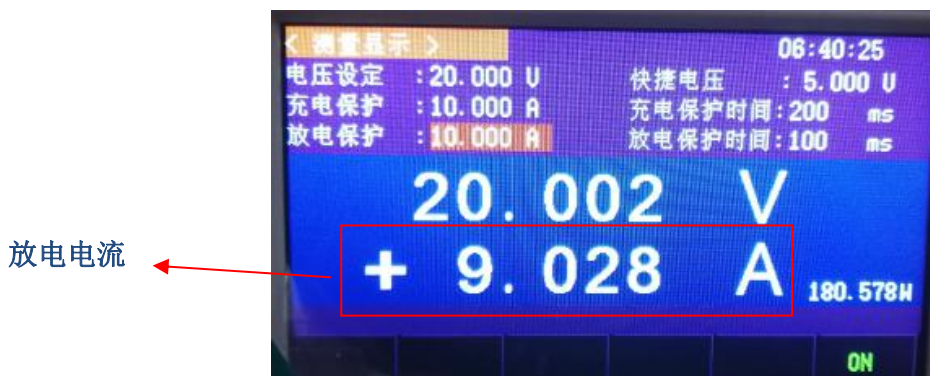 < 测量显示 >
06:40:25
电压设定 :20.000 V
快捷电压 : 5.000 V
充电保护 :10.000 A
充电保护时间:200 ms
放电保护 :10.000 A
放电保护时间:100 ms
20.002 V
放电电流
+ 9.028 A
180.578W
ON